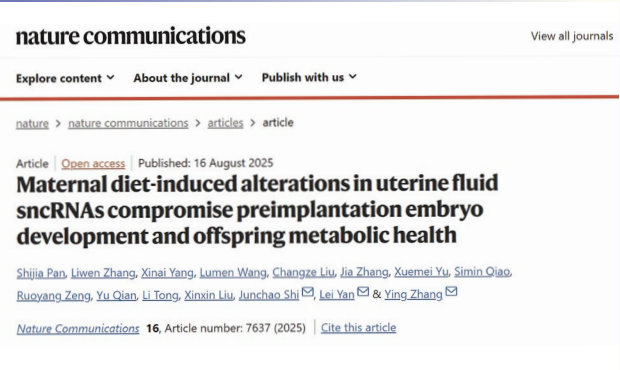 nature communications
View all journals
Explore content About the journal Publish with us
nature > nature communications > articles > article
Article | Open access | Published: 16 August 2025
Maternal diet-induced alterations in uterine fluid
sncRNAs compromise preimplantation embryo
development and offspring metabolic health
Shijia Pan, Liwen Zhang, Xinai Yang, Lumen Wang, Changze Liu, Jia Zhang, Xuemei Yu, Simin Qiao,
Ruoyang Zeng, Yu Qian, Li Tong, Xinxin Liu, Junchao Shi, Lei Yan & Ying Zhang
Nature Communications 16, Article number: 7637 (2025) | Cite this article